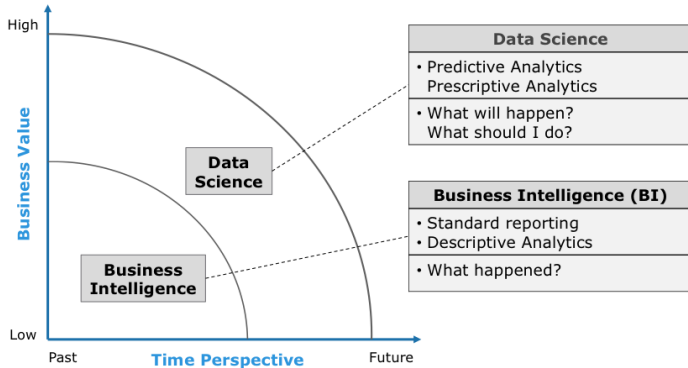 High
Business Value
Low
Past
Time Perspective
Future
Data
Science
Business
Intelligence
Data Science
• Predictive Analytics
Prescriptive Analytics
• What will happen?
What should I do?
Business Intelligence (BI)
• Standard reporting
• Descriptive Analytics
• What happened?